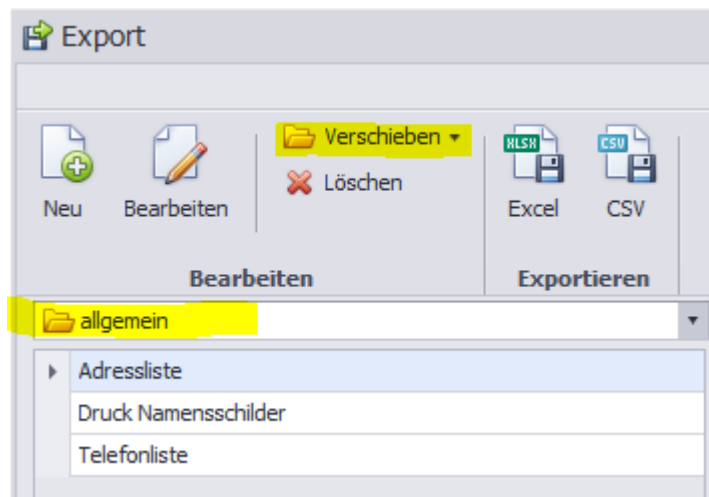 Export
Verschieben
Löschen
Neu
Bearbeiten
XLSX
Excel
CSV
CSV
Bearbeiten
Exportieren
allgemein
Adressliste
Druck Namensschilder
Telefonliste